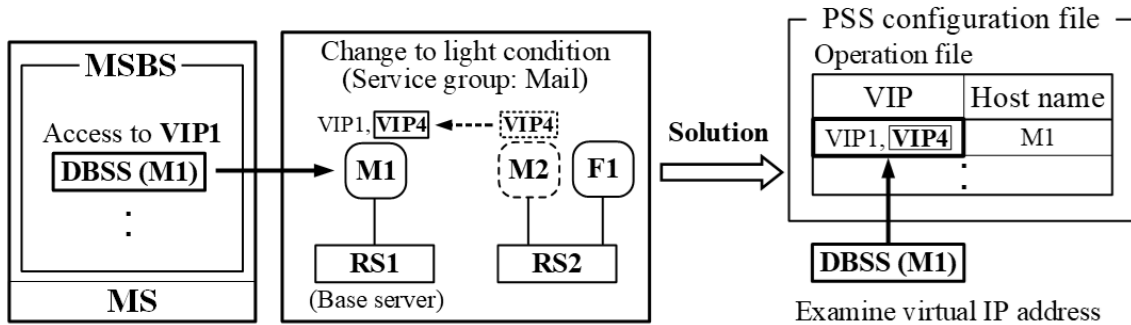 MSBS
Access to VIP1
DBSS (M1)
:
MS
Change to light condition
(Service group: Mail)
VIP1, VIP4
VIP4
M1
M2
F1
RS1
RS2
(Base server)
Solution
PSS configuration file
Operation file
VIP
Host name
VIP1, VIP4
M1
:
:
DBSS (M1)
Examine virtual IP address